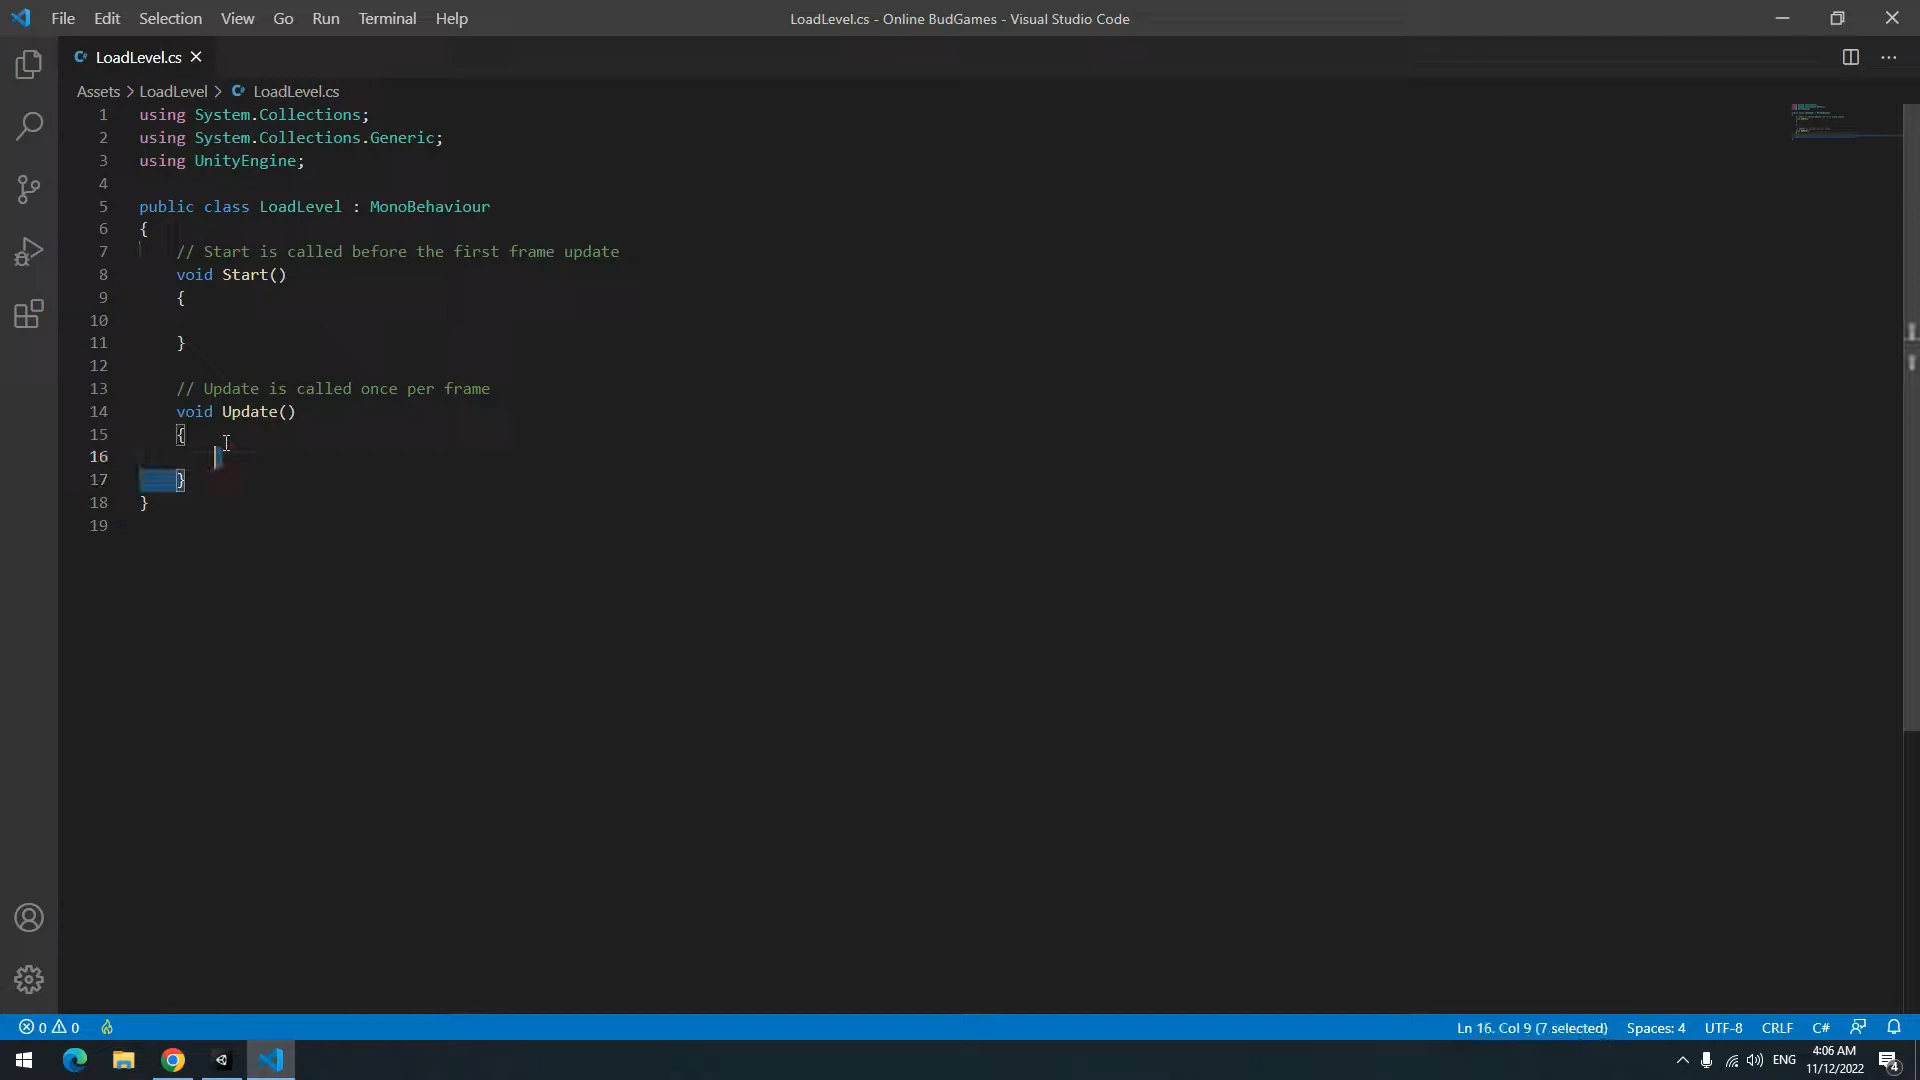 File Edit Selection View Go Run Terminal Help
LoadLevel.cs - Online BudGames - Visual Studio Code
LoadLevel.cs
Assets > LoadLevel > LoadLevel.cs
1 using System.Collections;
2 using System.Collections.Generic;
3 using UnityEngine;
4
5 public class LoadLevel : MonoBehaviour
6 {
7 // Start is called before the first frame update
8 void Start()
9 {
10
11 }
12
13 // Update is called once per frame
14 void Update()
15 {
16
17 }
18 }
19
0 0
Ln 16, Col 9 (7 selected) Spaces: 4 UTF-8 CRLF C#
ENG
4:06 AM
11/12/2022
4